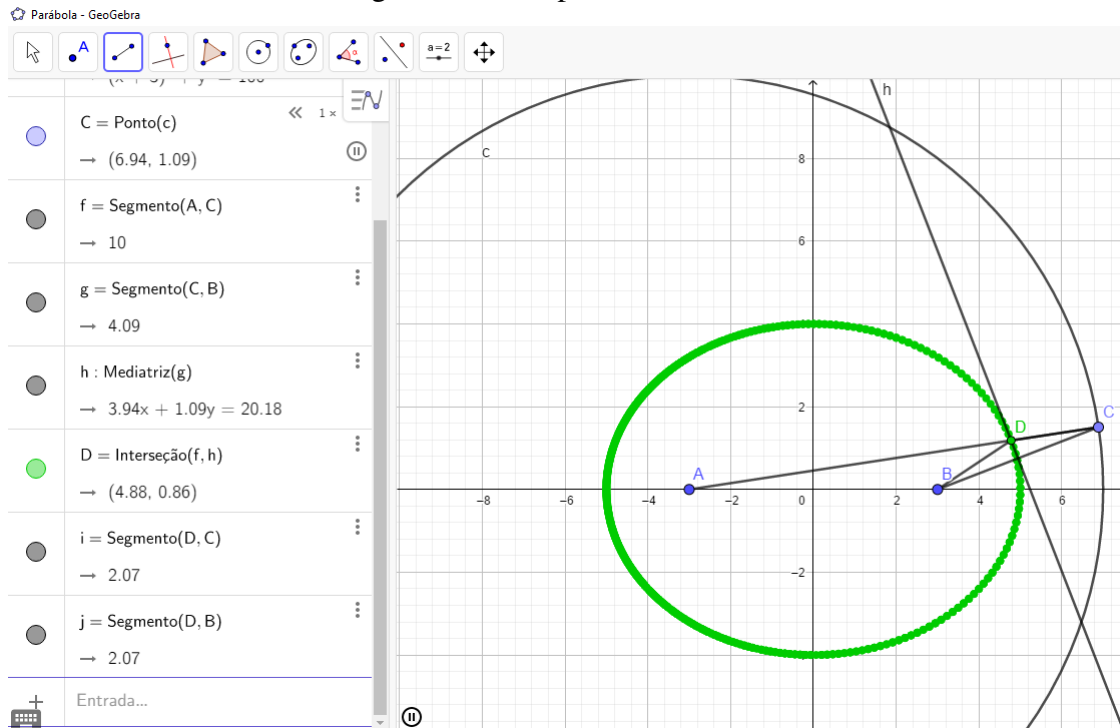 Parábola - GeoGebra
A
a=2
1 ×
C = Ponto(c)
→ (6.94, 1.09)
f = Segmento(A, C)
→ 10
g = Segmento(C, B)
→ 4.09
h : Mediatriz(g)
→ 3.94x + 1.09y = 20.18
D = Interseção(f, h)
→ (4.88, 0.86)
i = Segmento(D, C)
→ 2.07
j = Segmento(D, B)
→ 2.07
Entrada...
h
c
8
6
2
C
D
A
B
−8
−6
−4
−2
0
2
4
6
−2